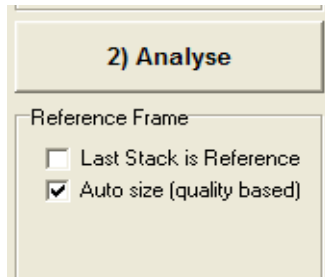 2) Analyse
Reference Frame
Last Stack is Reference
Auto size (quality based)